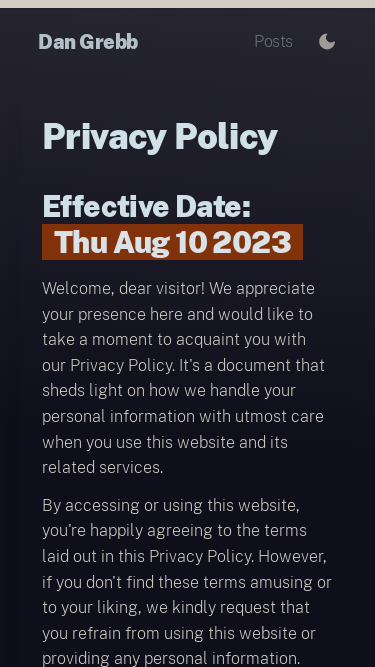 Dan Grebb
Posts
Privacy Policy
Effective Date:
Thu Aug 10 2023
Welcome, dear visitor! We appreciate
your presence here and would like to
take a moment to acquaint you with
our Privacy Policy. It's a document that
sheds light on how we handle your
personal information with utmost care
when you use this website and its
related services.
By accessing or using this website,
you're happily agreeing to the terms
laid out in this Privacy Policy. However,
if you don't find these terms amusing or
to your liking, we kindly request that
you refrain from using this website or
providing any personal information.